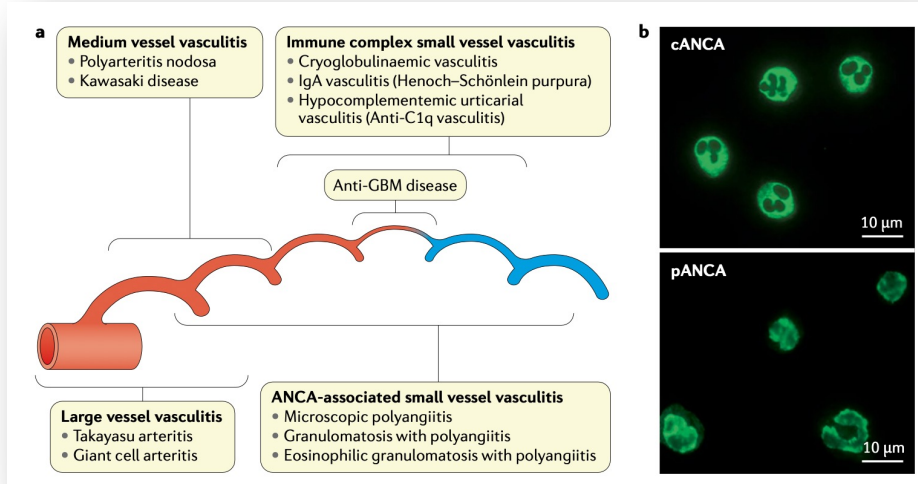 a
Medium vessel vasculitis
• Polyarteritis nodosa
• Kawasaki disease
Immune complex small vessel vasculitis
• Cryoglobulinaemic vasculitis
• IgA vasculitis (Henoch–Schönlein purpura)
• Hypocomplementemic urticarial
vasculitis (Anti-C1q vasculitis)
Anti-GBM disease
Large vessel vasculitis
• Takayasu arteritis
• Giant cell arteritis
ANCA-associated small vessel vasculitis
• Microscopic polyangiitis
• Granulomatosis with polyangiitis
• Eosinophilic granulomatosis with polyangiitis
b
cANCA
10 µm
pANCA
10 µm